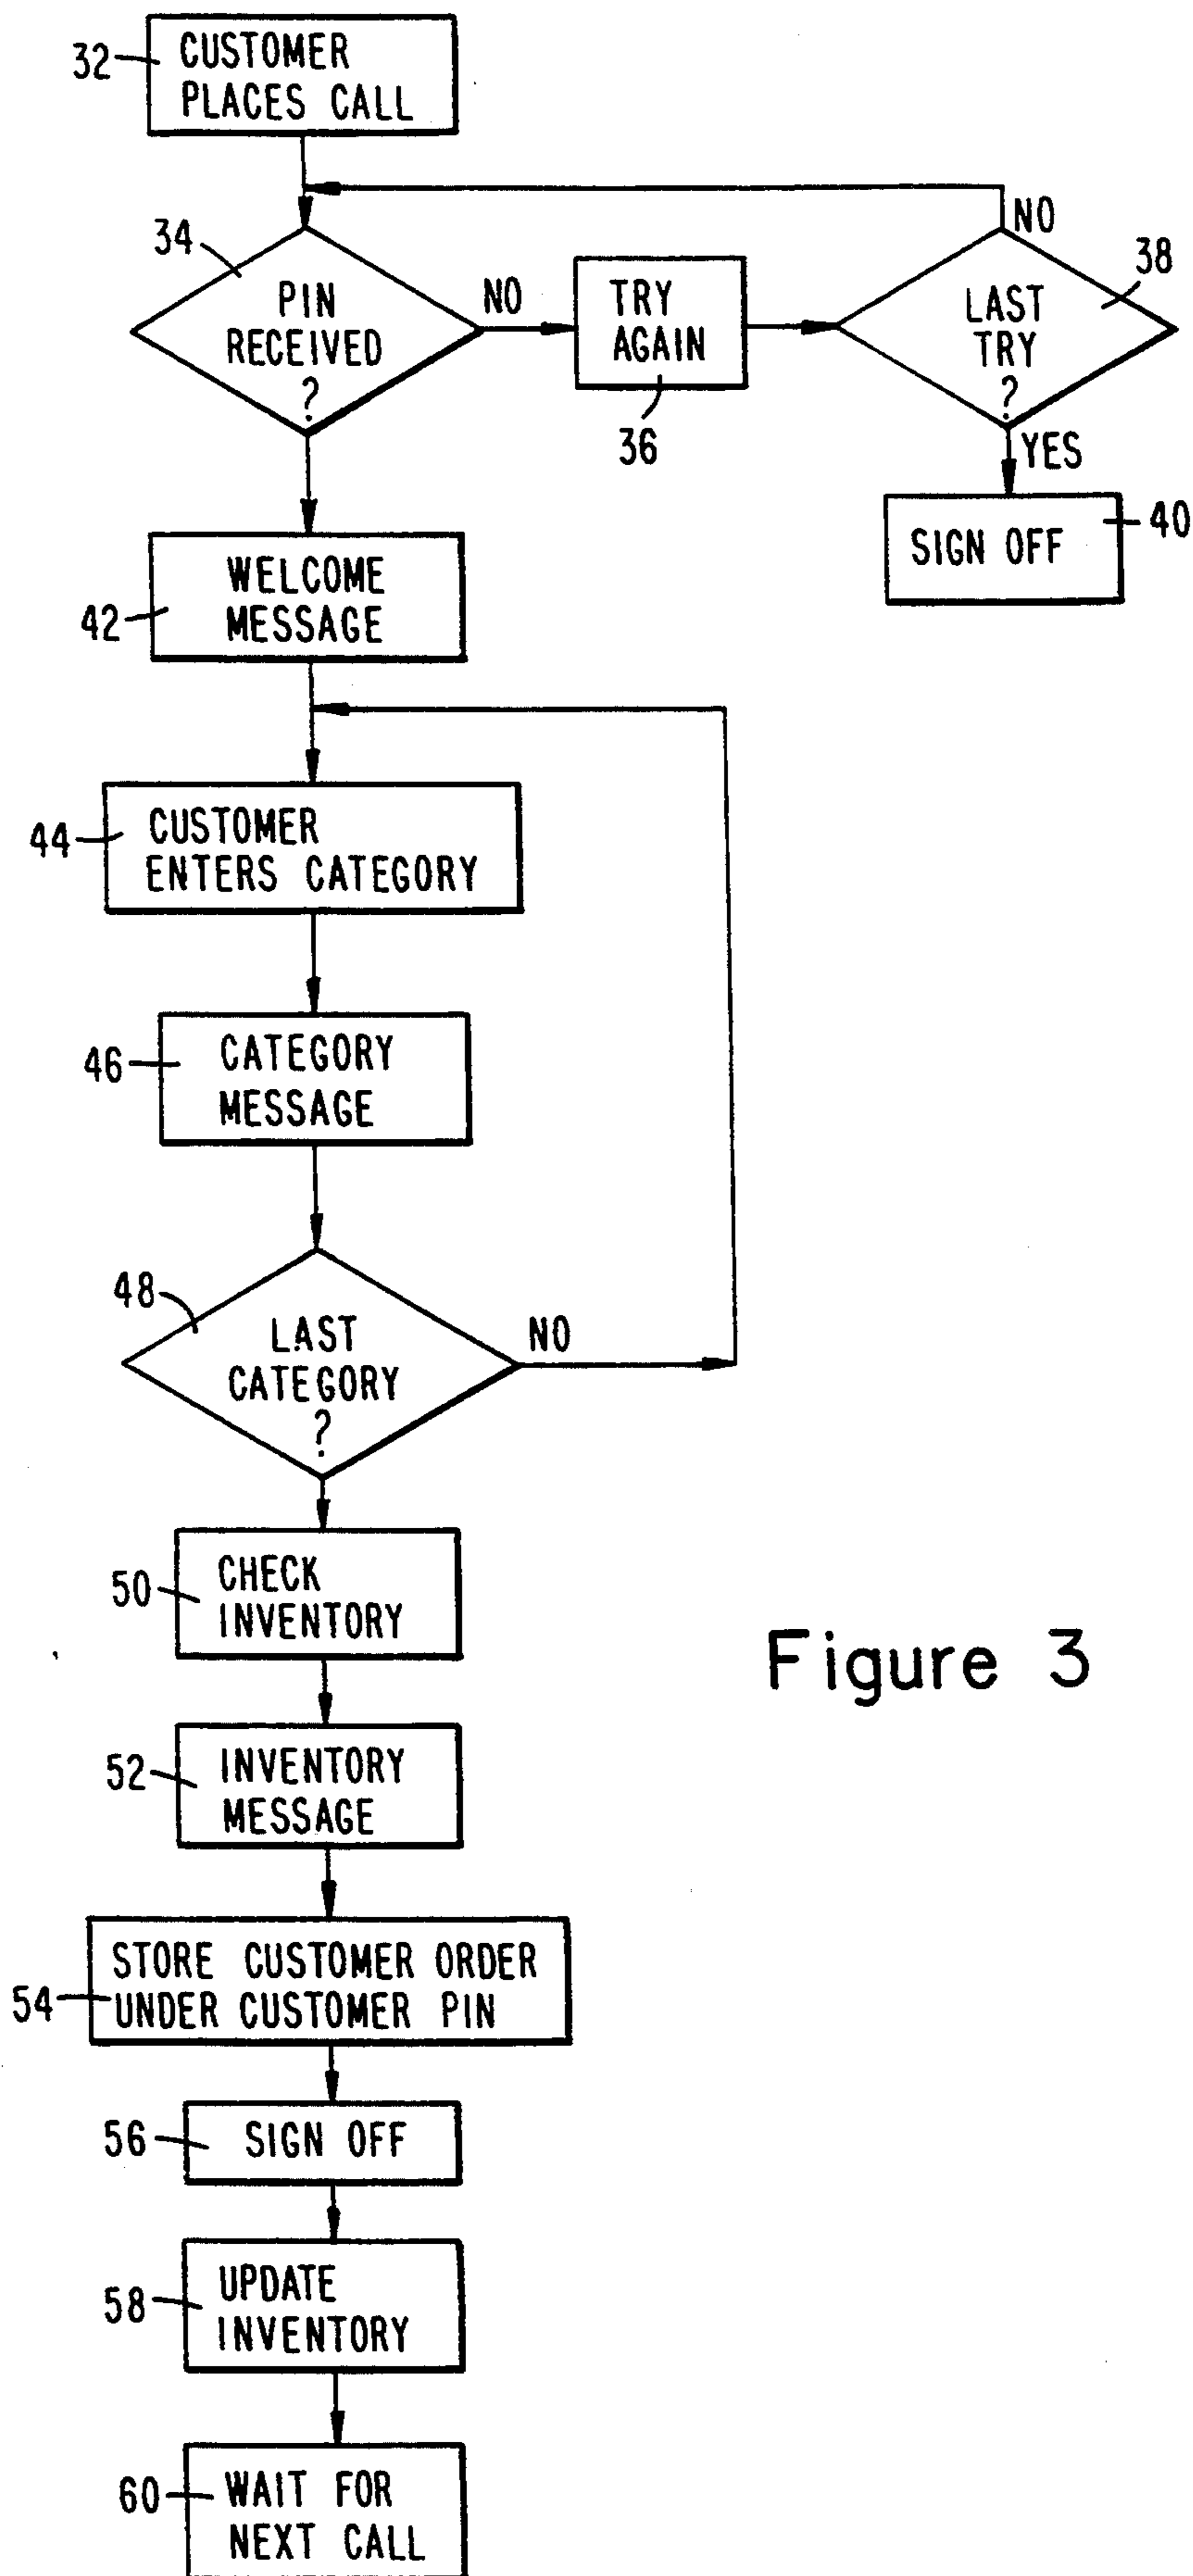 32
CUSTOMER
PLACES CALL
34
PIN
RECEIVED
?
NO
TRY
AGAIN
36
NO
38
LAST
TRY
?
YES
SIGN OFF
40
42
WELCOME
MESSAGE
44
CUSTOMER
ENTERS CATEGORY
46
CATEGORY
MESSAGE
48
LAST
CATEGORY
?
NO
50
CHECK
INVENTORY
Figure 3
52
INVENTORY
MESSAGE
54
STORE CUSTOMER ORDER
UNDER CUSTOMER PIN
56
SIGN OFF
58
UPDATE
INVENTORY
60
WAIT FOR
NEXT CALL